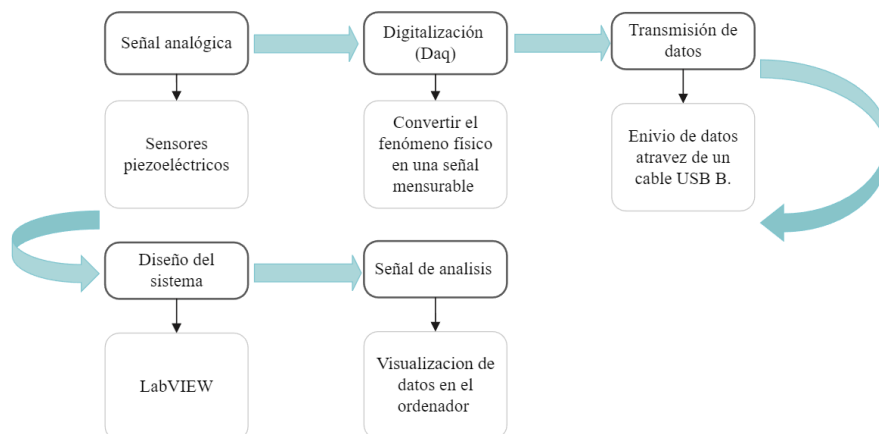 Señal analógica
Digitalización
(Daq)
Transmisión de
datos
Sensores
piezoeléctricos
Convertir el
fenómeno físico
en una señal
mensurable
Enivio de datos
atravez de un
cable USB B.
Diseño del
sistema
Señal de analisis
LabVIEW
Visualizacion de
datos en el
ordenador